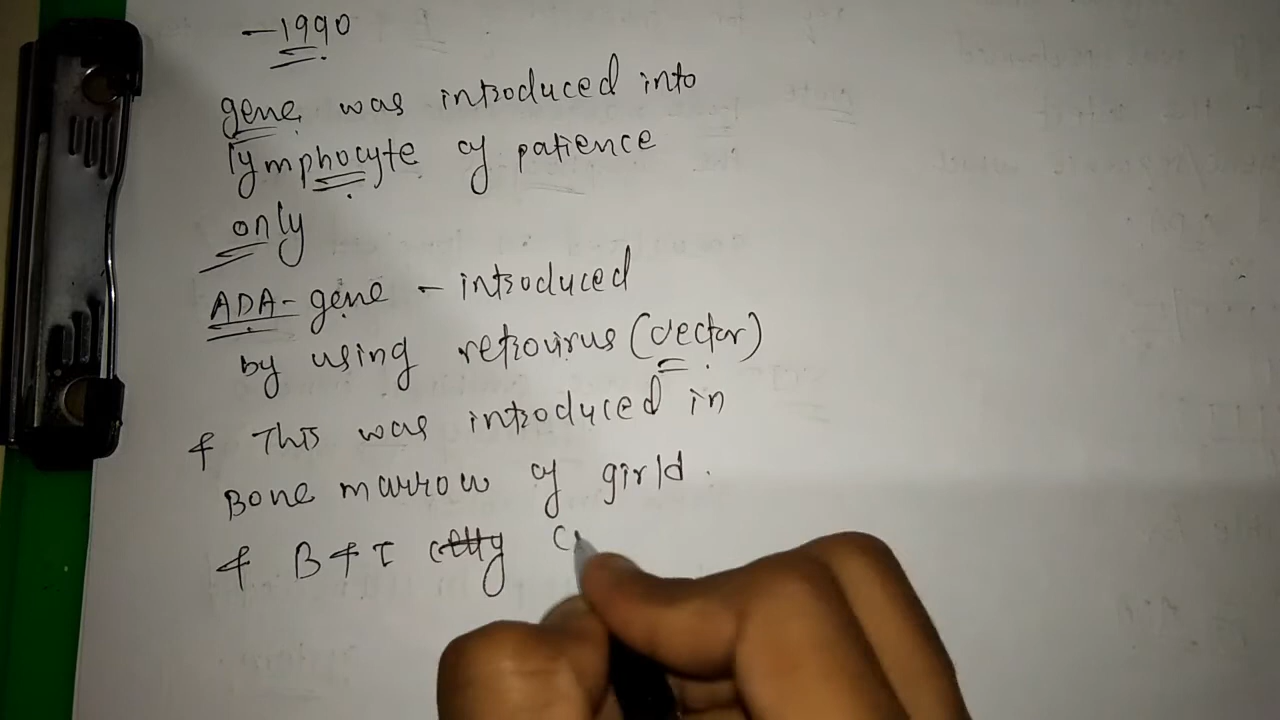 - 1990
gene was introduced into
lymphocyte of patience
only
ADA- gene - introduced
by using retrovirus (vector)
& This was introduced in
Bone marrow of girld.
& B & T